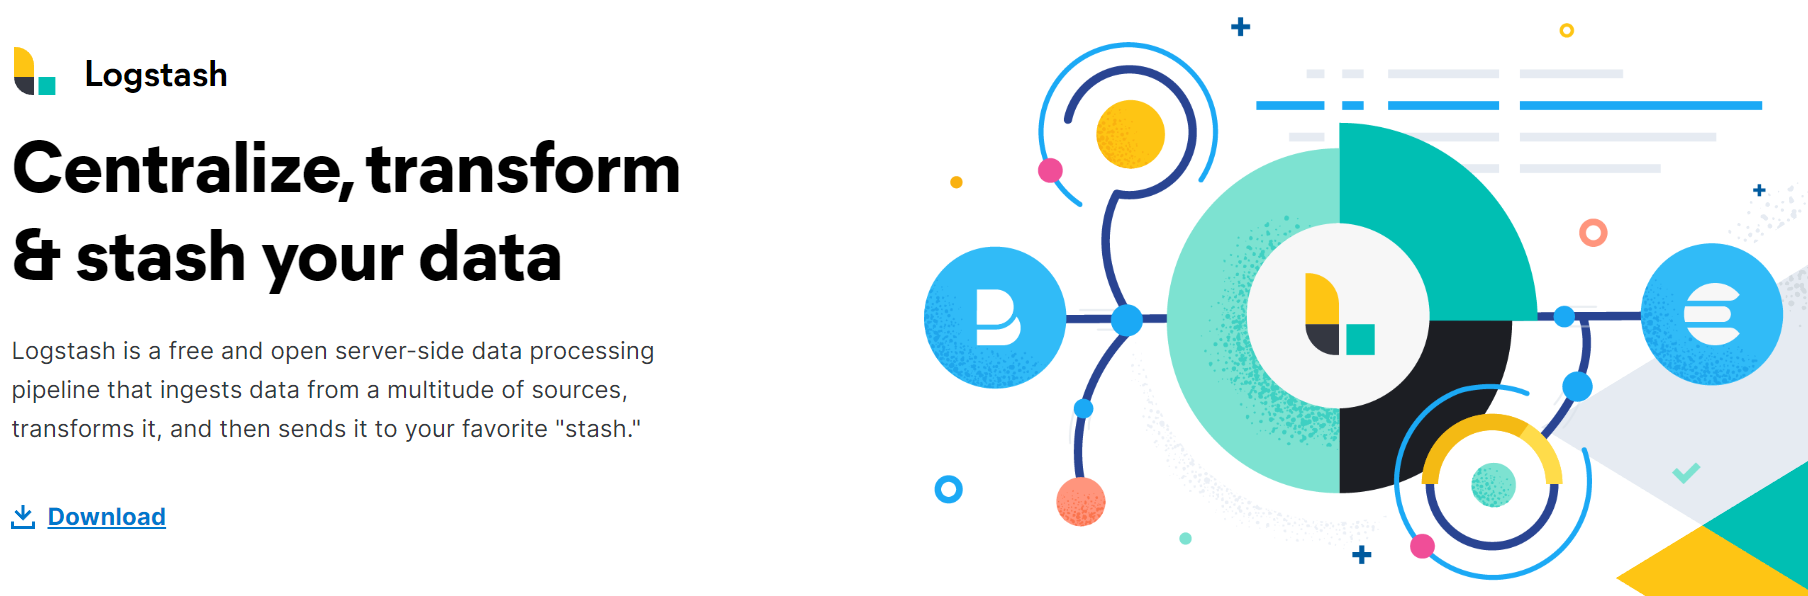 Logstash
Centralize, transform
& stash your data
Logstash is a free and open server-side data processing
pipeline that ingests data from a multitude of sources,
transforms it, and then sends it to your favorite "stash."
Download